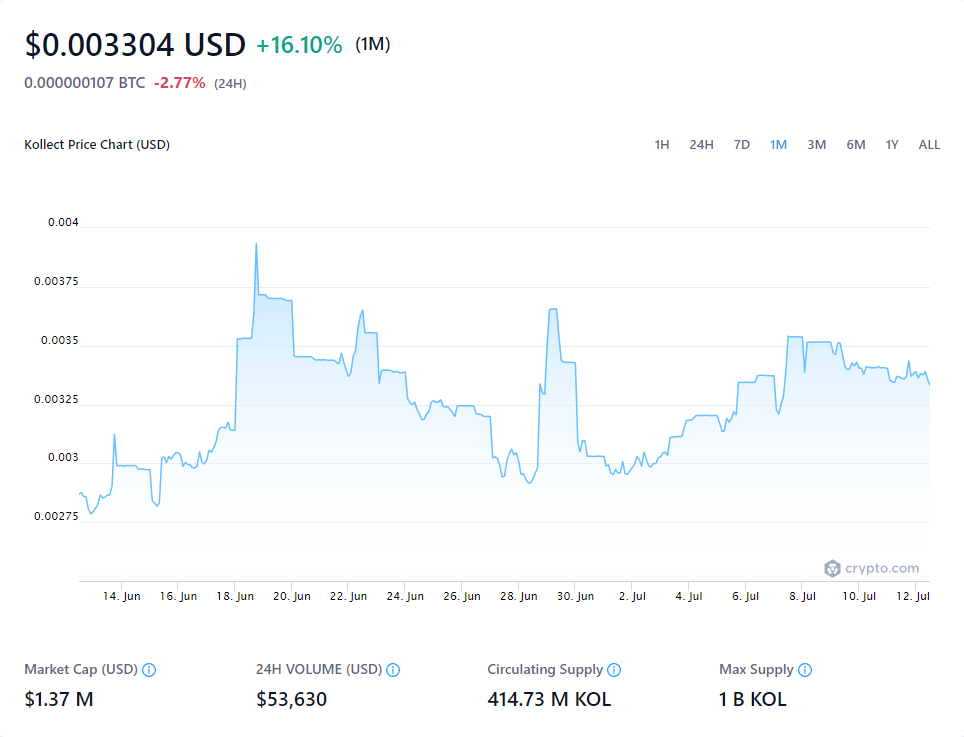 $0.003304 USD +16.10% (1M)
0.000000107 BTC -2.77% (24H)
Kollect Price Chart (USD) 1H 24H 7D 1M 3M 6M 1Y ALL
0.004
0.00375
0.0035
0.00325
0.003
0.00275
crypto.com
14. Jun 16. Jun 18. Jun 20. Jun 22. Jun 24. Jun 26. Jun 28. Jun 30. Jun 2. Jul 4. Jul 6. Jul 8. Jul 10. Jul 12. Jul
Market Cap (USD) 24H VOLUME (USD) Circulating Supply Max Supply
$1.37 M $53,630 414.73 M KOL 1 B KOL